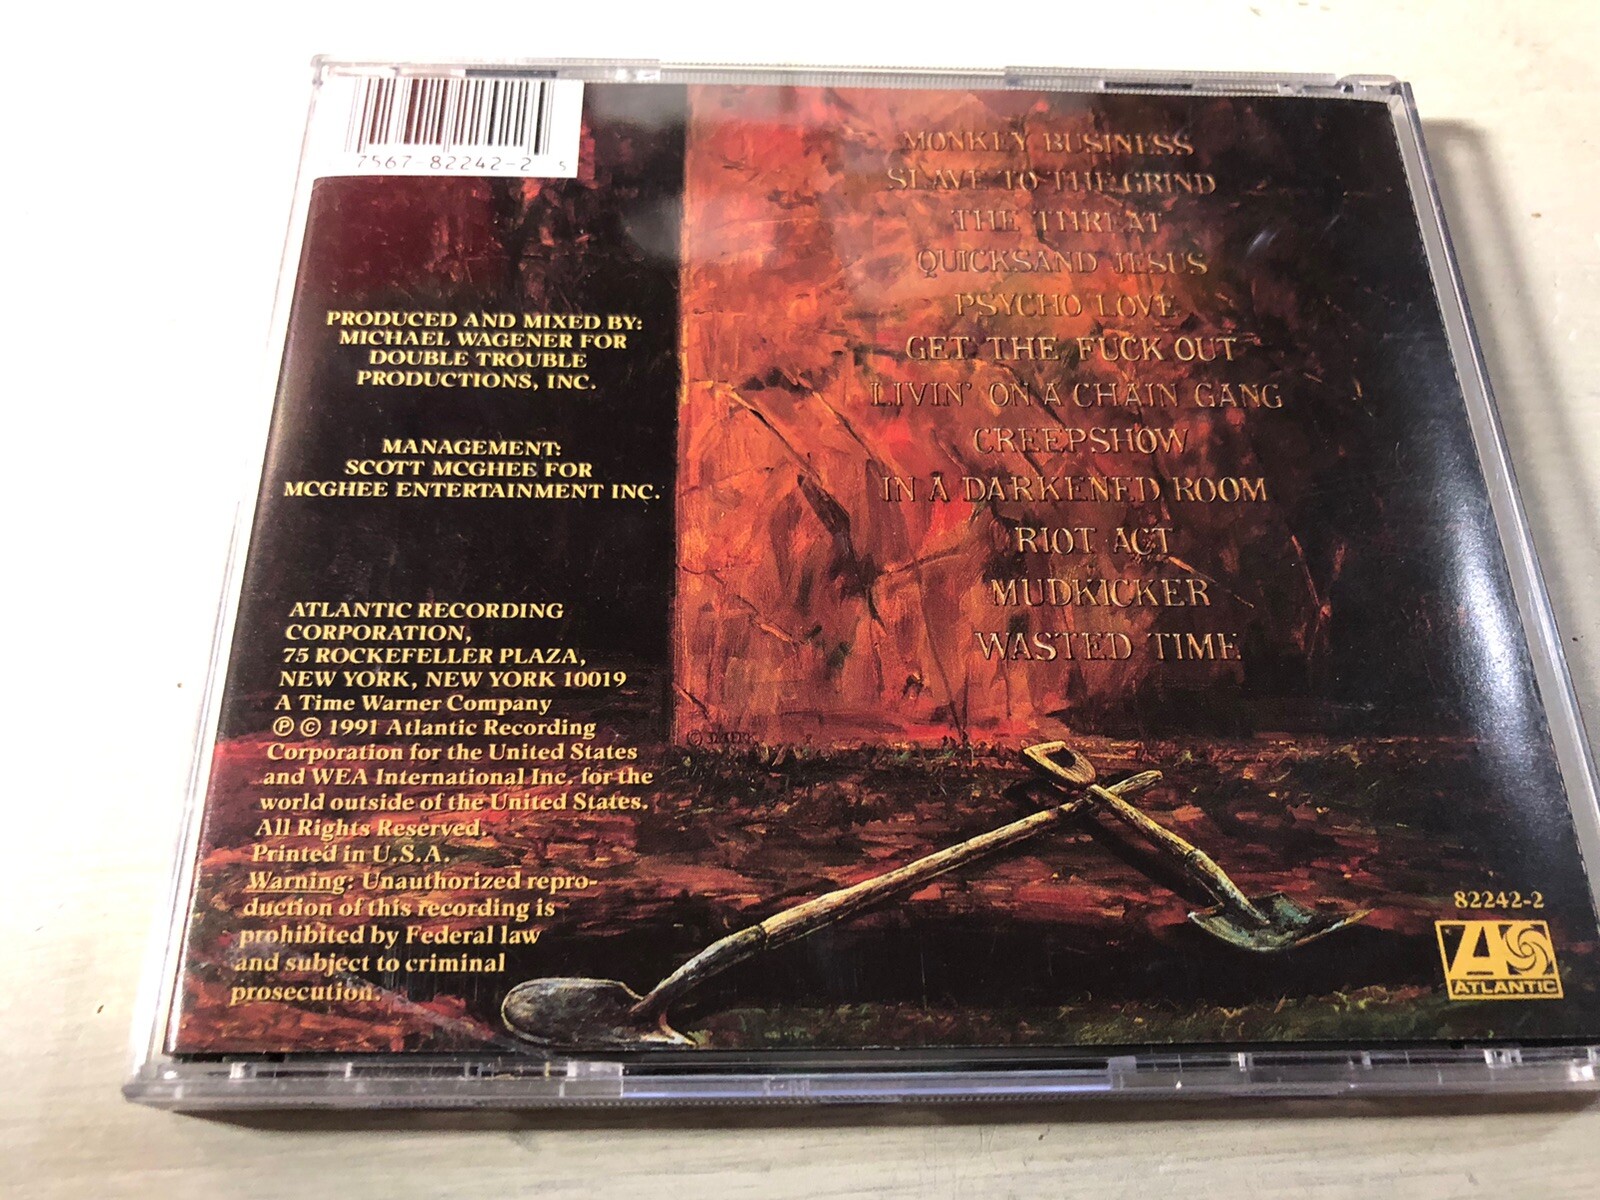 7567-82242-2 5
PRODUCED AND MIXED BY:
MICHAEL WAGENER FOR
DOUBLE TROUBLE
PRODUCTIONS, INC.
MANAGEMENT:
SCOTT MCGHEE FOR
MCGHEE ENTERTAINMENT INC.
ATLANTIC RECORDING
CORPORATION,
75 ROCKEFELLER PLAZA,
NEW YORK, NEW YORK 10019
A Time Warner Company
℗ © 1991 Atlantic Recording
Corporation for the United States
and WEA International Inc. for the
world outside of the United States.
All Rights Reserved.
Printed in U.S.A.
Warning: Unauthorized repro-
duction of this recording is
prohibited by Federal law
and subject to criminal
prosecution.
MONKEY BUSINESS
SLAVE TO THE GRIND
THE THREAT
QUICKSAND JESUS
PSYCHO LOVE
GET THE FUCK OUT
LIVIN' ON A CHAIN GANG
CREEPSHOW
IN A DARKENED ROOM
RIOT ACT
MUDKICKER
WASTED TIME
82242-2
ATLANTIC